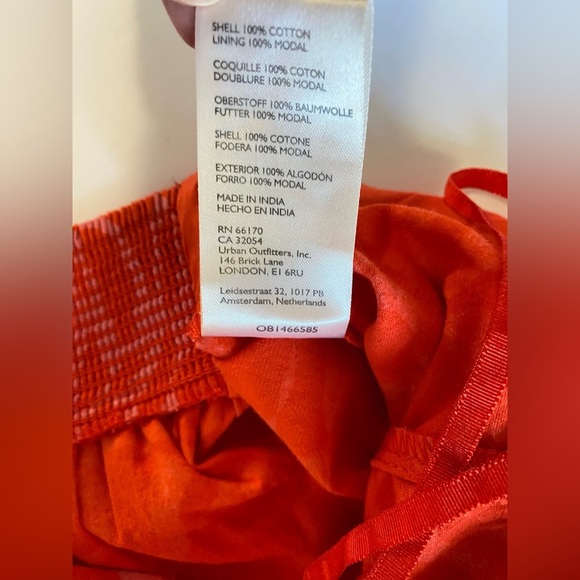 SHELL 100% COTTON
LINING 100% MODAL
COQUILLE 100% COTON
DOUBLURE 100% MODAL
OBERSTOFF 100% BAUMWOLLE
FUTTER 100% MODAL
SHELL 100% COTONE
FODERA 100% MODAL
EXTERIOR 100% ALGODÓN
FORRO 100% MODAL
MADE IN INDIA
HECHO EN INDIA
RN 66170
CA 32054
Urban Outfitters, Inc.
146 Brick Lane
LONDON, E1 6RU
Leidsestraat 32, 1017 PB
Amsterdam, Netherlands
OB1466585